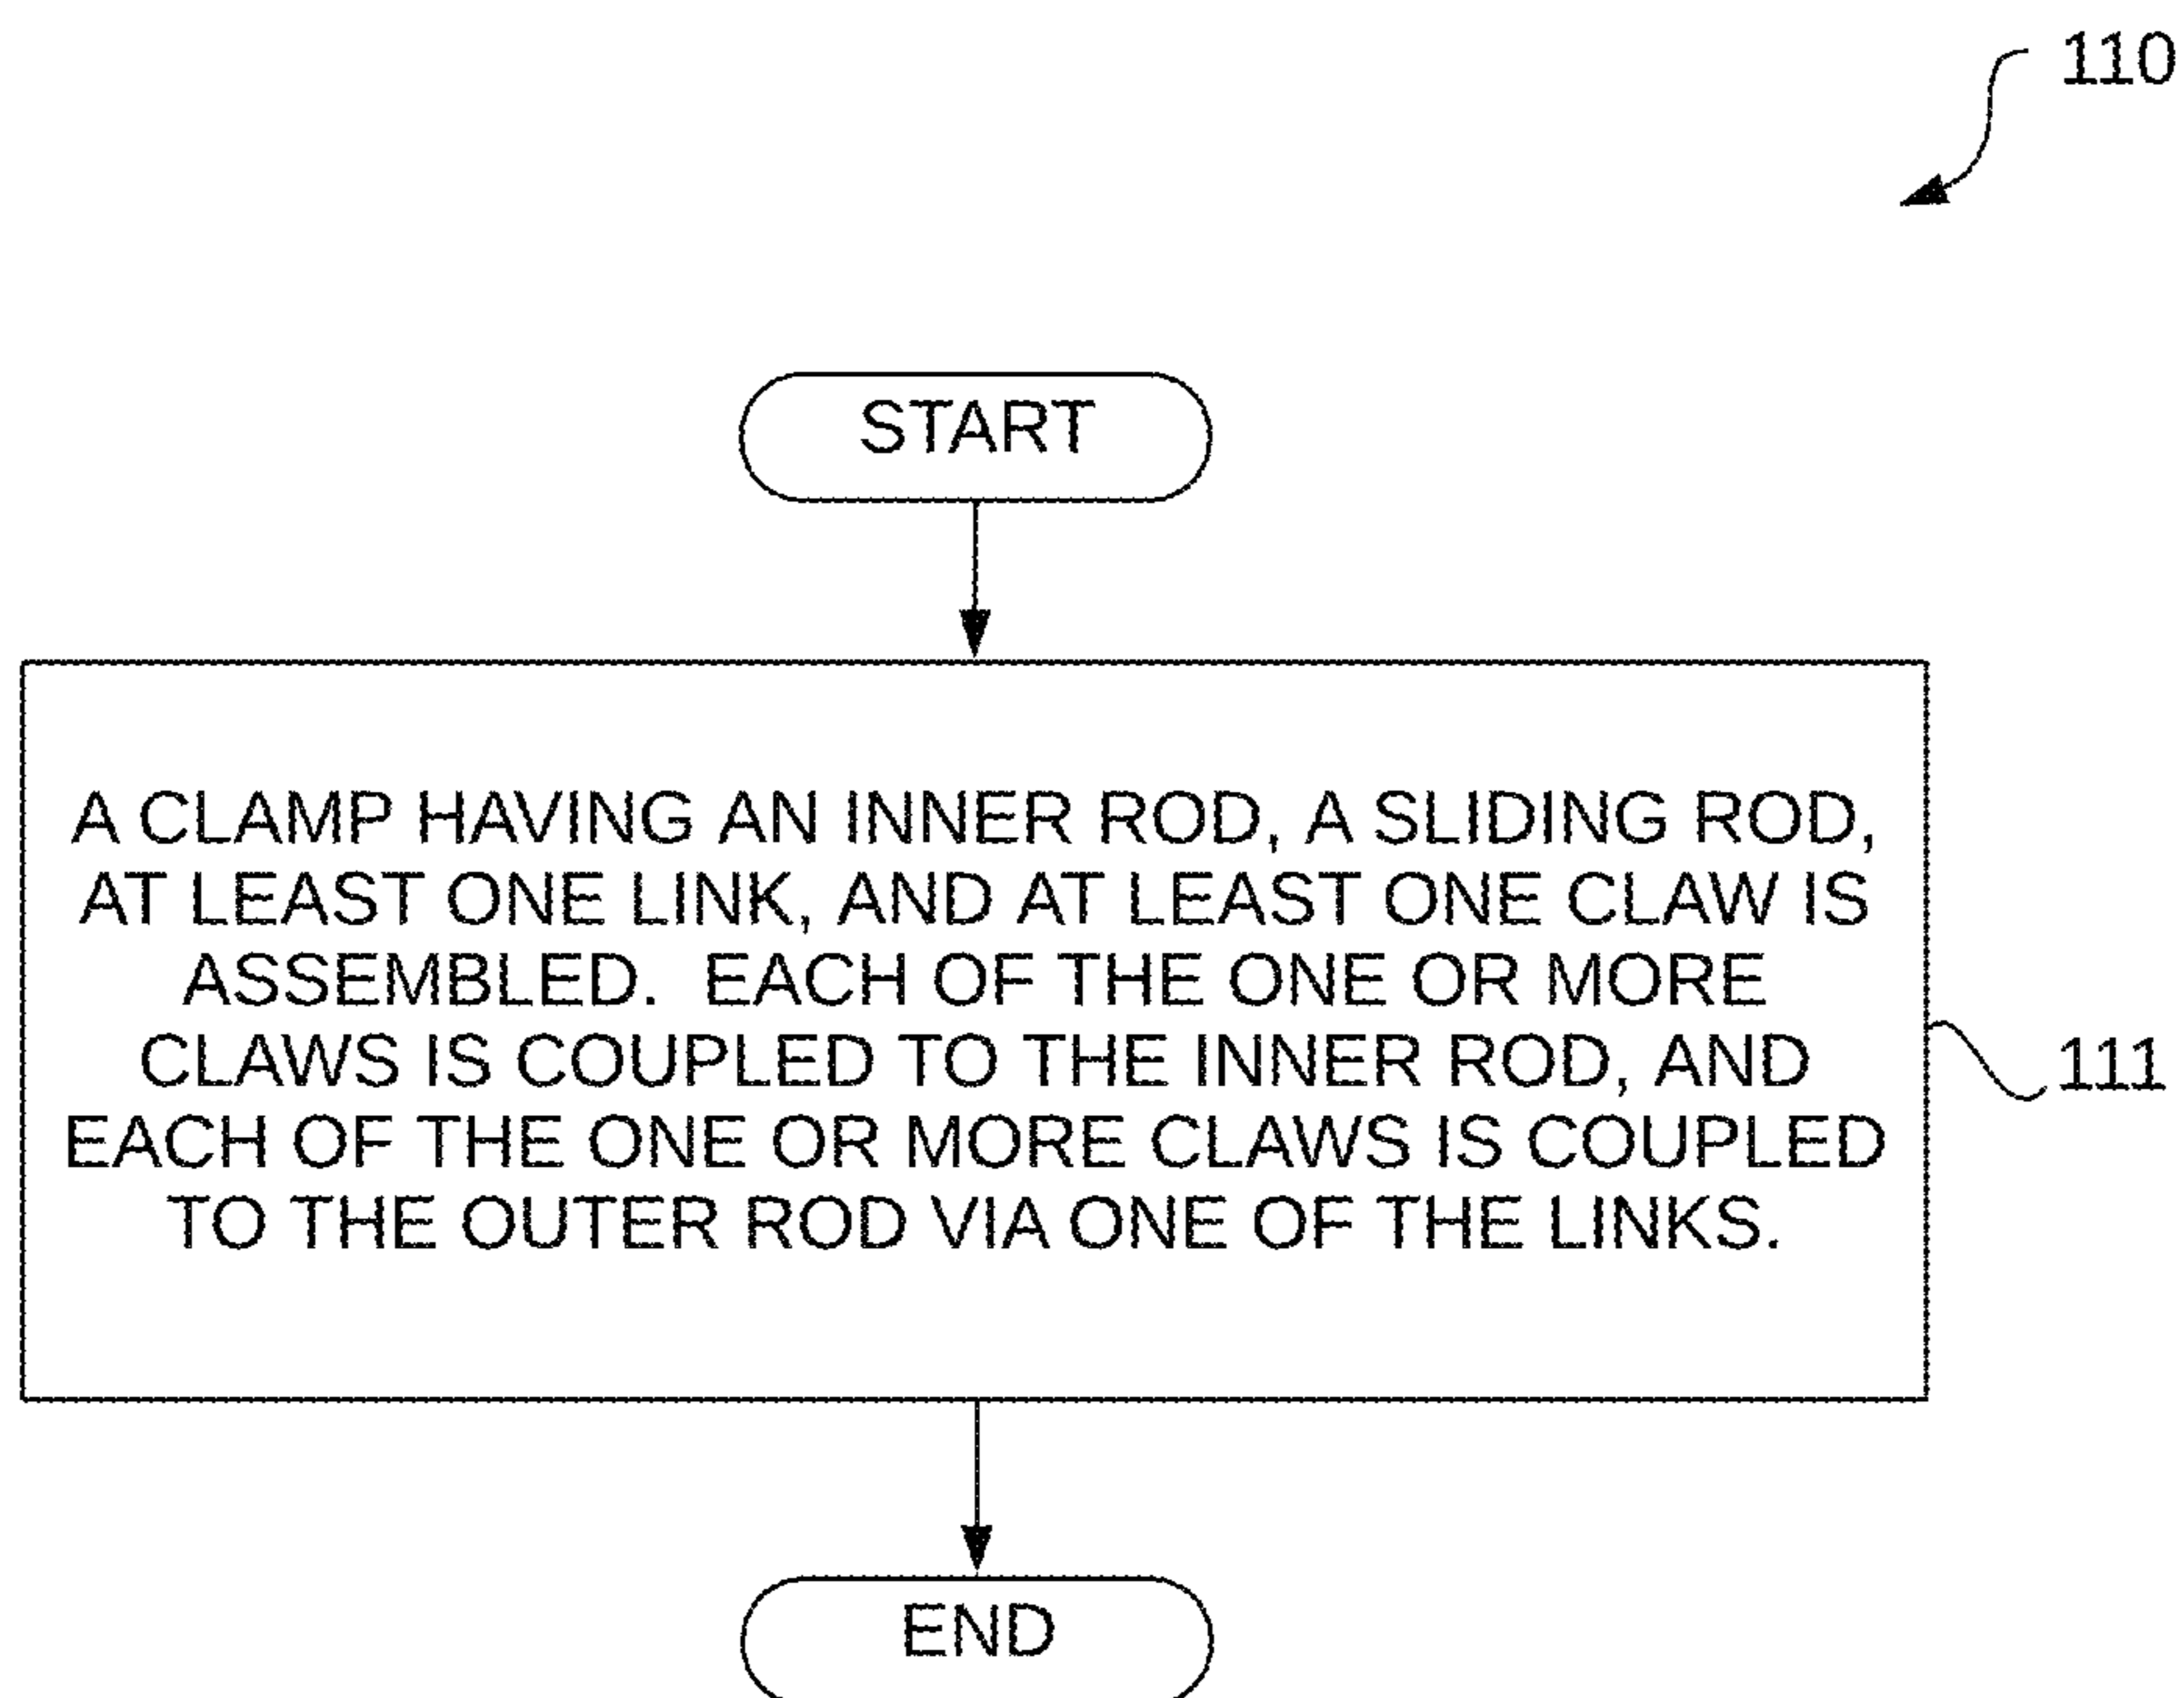 110
START
A CLAMP HAVING AN INNER ROD, A SLIDING ROD,
AT LEAST ONE LINK, AND AT LEAST ONE CLAW IS
ASSEMBLED.  EACH OF THE ONE OR MORE
CLAWS IS COUPLED TO THE INNER ROD, AND
EACH OF THE ONE OR MORE CLAWS IS COUPLED
TO THE OUTER ROD VIA ONE OF THE LINKS.
111
END